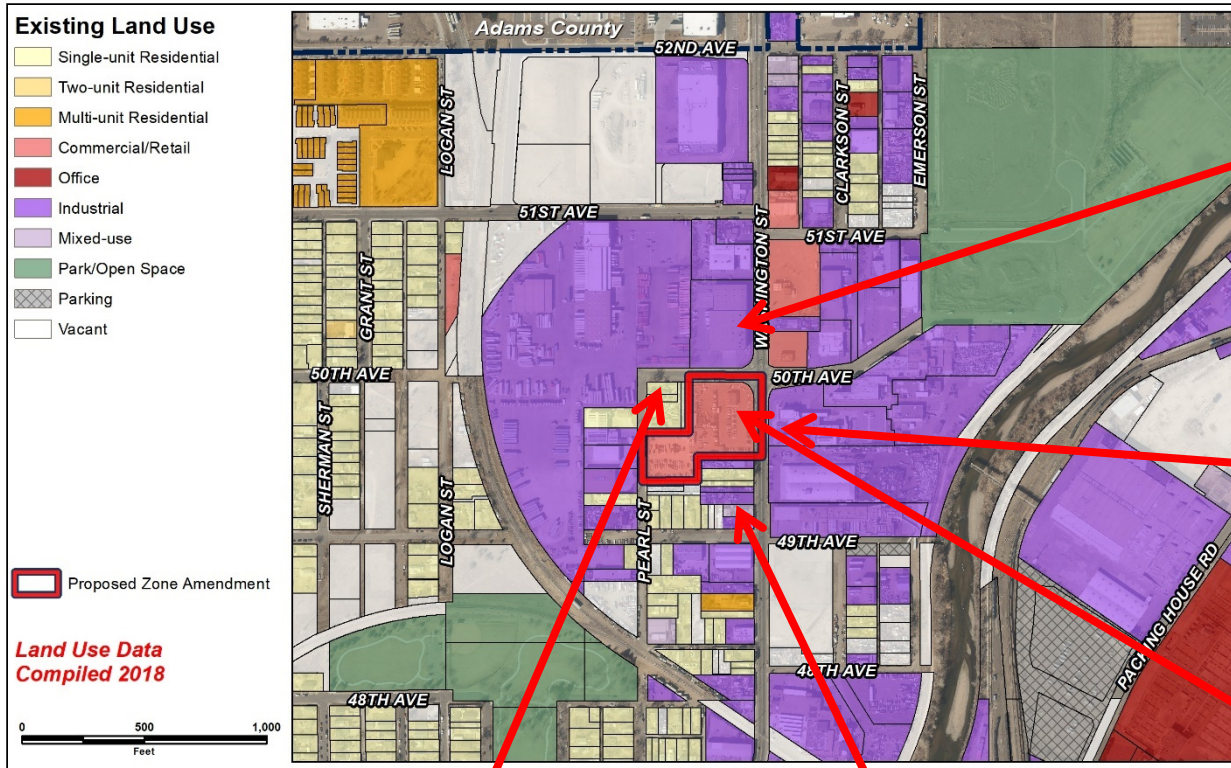 Existing Land Use
Single-unit Residential
Two-unit Residential
Multi-unit Residential
Commercial/Retail
Office
Industrial
Mixed-use
Park/Open Space
Parking
Vacant
Proposed Zone Amendment
Land Use Data
Compiled 2018
0 500 1,000
Feet
Adams County
52ND AVE
LOGAN ST
CLARKSON ST
EMERSON ST
51ST AVE
51ST AVE
GRANT ST
WASHINGTON ST
50TH AVE
50TH AVE
SHERMAN ST
LOGAN ST
PEARL ST
49TH AVE
PACKING HOUSE RD
48TH AVE
48TH AVE